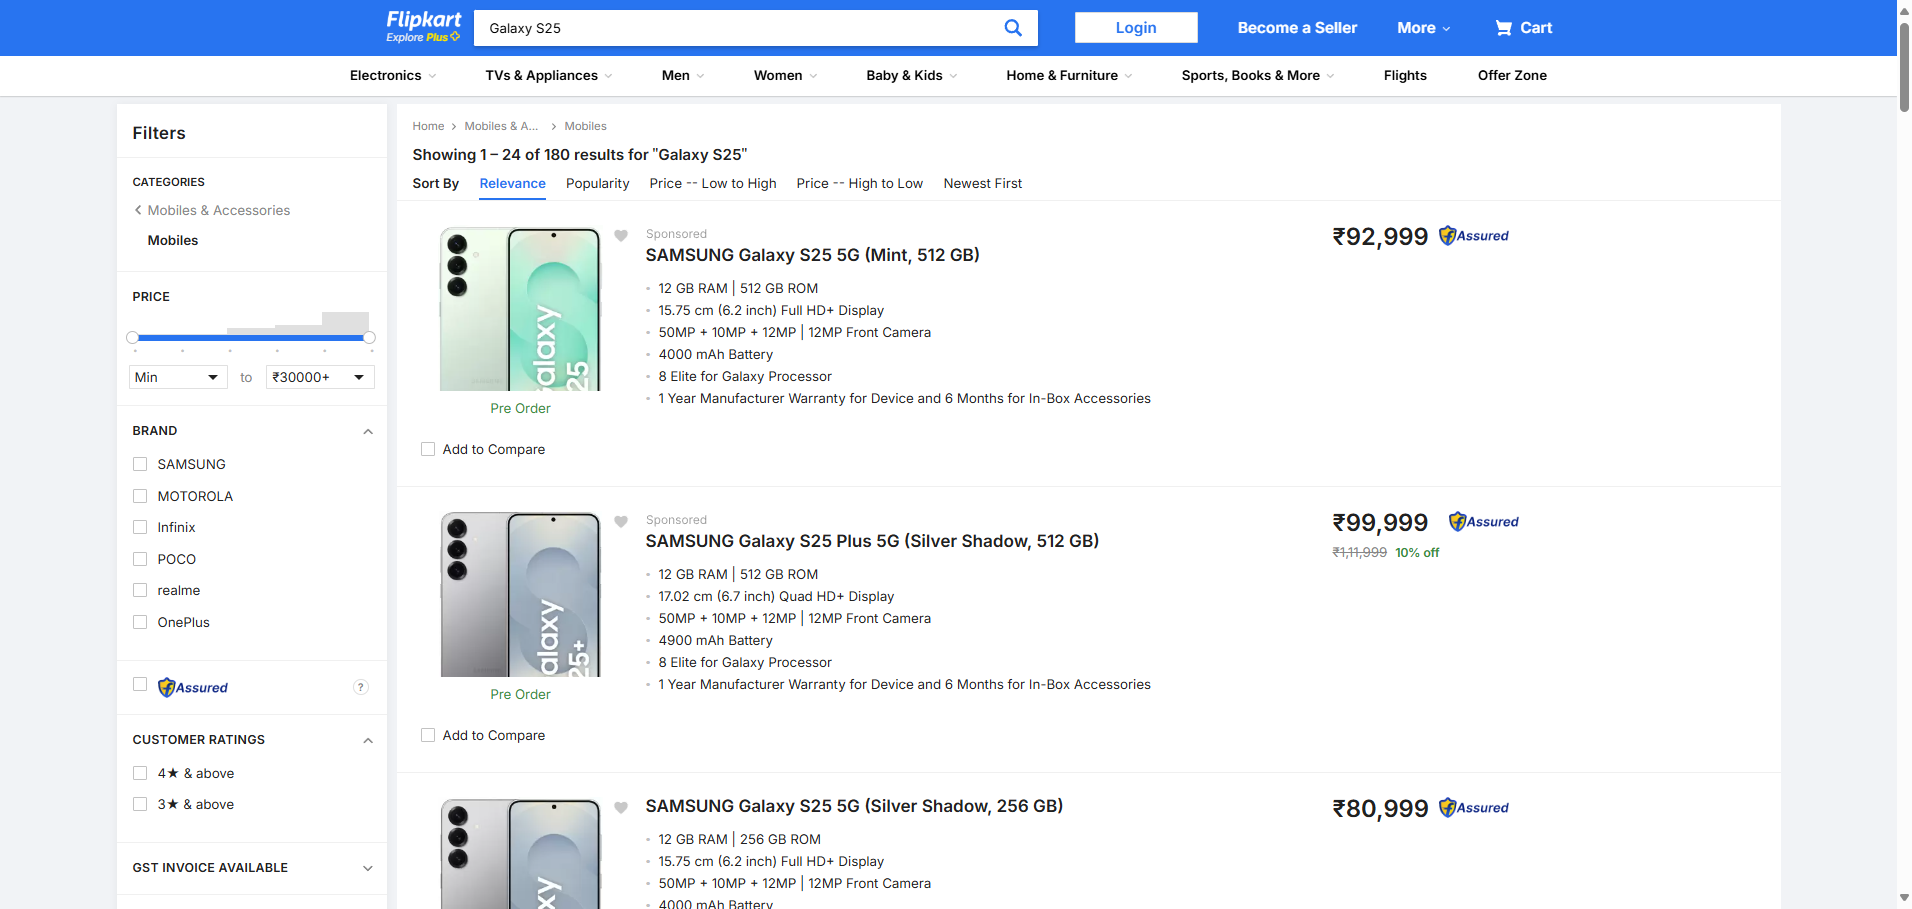 Flipkart
Explore Plus
Galaxy S25
Login
Become a Seller
More
Cart
Electronics
TVs & Appliances
Men
Women
Baby & Kids
Home & Furniture
Sports, Books & More
Flights
Offer Zone
Filters
CATEGORIES
Mobiles & Accessories
Mobiles
PRICE
Min
to
₹30000+
BRAND
SAMSUNG
MOTOROLA
Infinix
POCO
realme
OnePlus
Assured
?
CUSTOMER RATINGS
4★ & above
3★ & above
GST INVOICE AVAILABLE
Home
Mobiles & A...
Mobiles
Showing 1 – 24 of 180 results for "Galaxy S25"
Sort By
Relevance
Popularity
Price -- Low to High
Price -- High to Low
Newest First
alaxy
25
Pre Order
Add to Compare
Sponsored
SAMSUNG Galaxy S25 5G (Mint, 512 GB)
12 GB RAM | 512 GB ROM
15.75 cm (6.2 inch) Full HD+ Display
50MP + 10MP + 12MP | 12MP Front Camera
4000 mAh Battery
8 Elite for Galaxy Processor
1 Year Manufacturer Warranty for Device and 6 Months for In-Box Accessories
₹92,999
Assured
alaxy
25+
Pre Order
Add to Compare
Sponsored
SAMSUNG Galaxy S25 Plus 5G (Silver Shadow, 512 GB)
12 GB RAM | 512 GB ROM
17.02 cm (6.7 inch) Quad HD+ Display
50MP + 10MP + 12MP | 12MP Front Camera
4900 mAh Battery
8 Elite for Galaxy Processor
1 Year Manufacturer Warranty for Device and 6 Months for In-Box Accessories
₹99,999
Assured
₹1,11,999 10% off
xy
SAMSUNG Galaxy S25 5G (Silver Shadow, 256 GB)
12 GB RAM | 256 GB ROM
15.75 cm (6.2 inch) Full HD+ Display
50MP + 10MP + 12MP | 12MP Front Camera
4000 mAh Battery
₹80,999
Assured